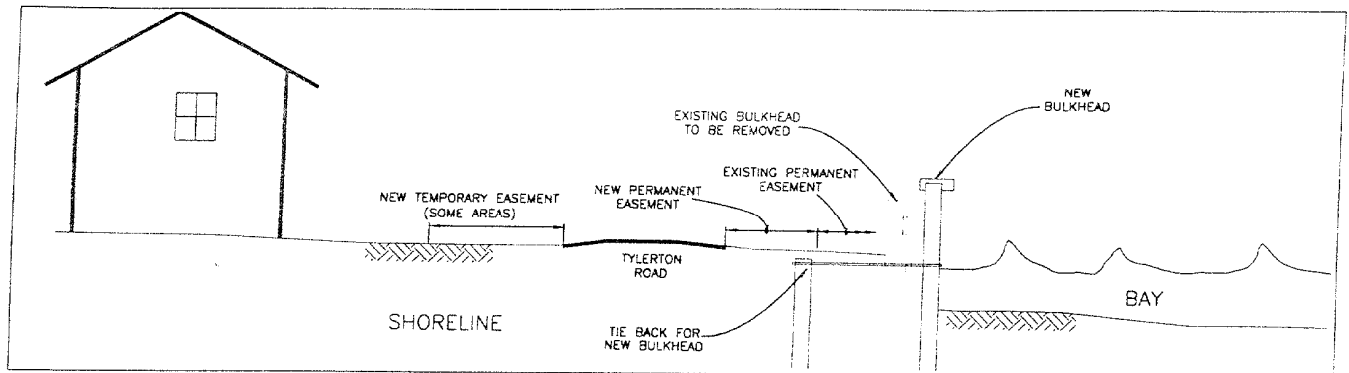 NEW
BULKHEAD
EXISTING BULKHEAD
TO BE REMOVED
EXISTING PERMANENT
EASEMENT
NEW PERMANENT
EASEMENT
NEW TEMPORARY EASEMENT
(SOME AREAS)
TYLERTON
ROAD
BAY
SHORELINE
TIE BACK FOR
NEW BULKHEAD